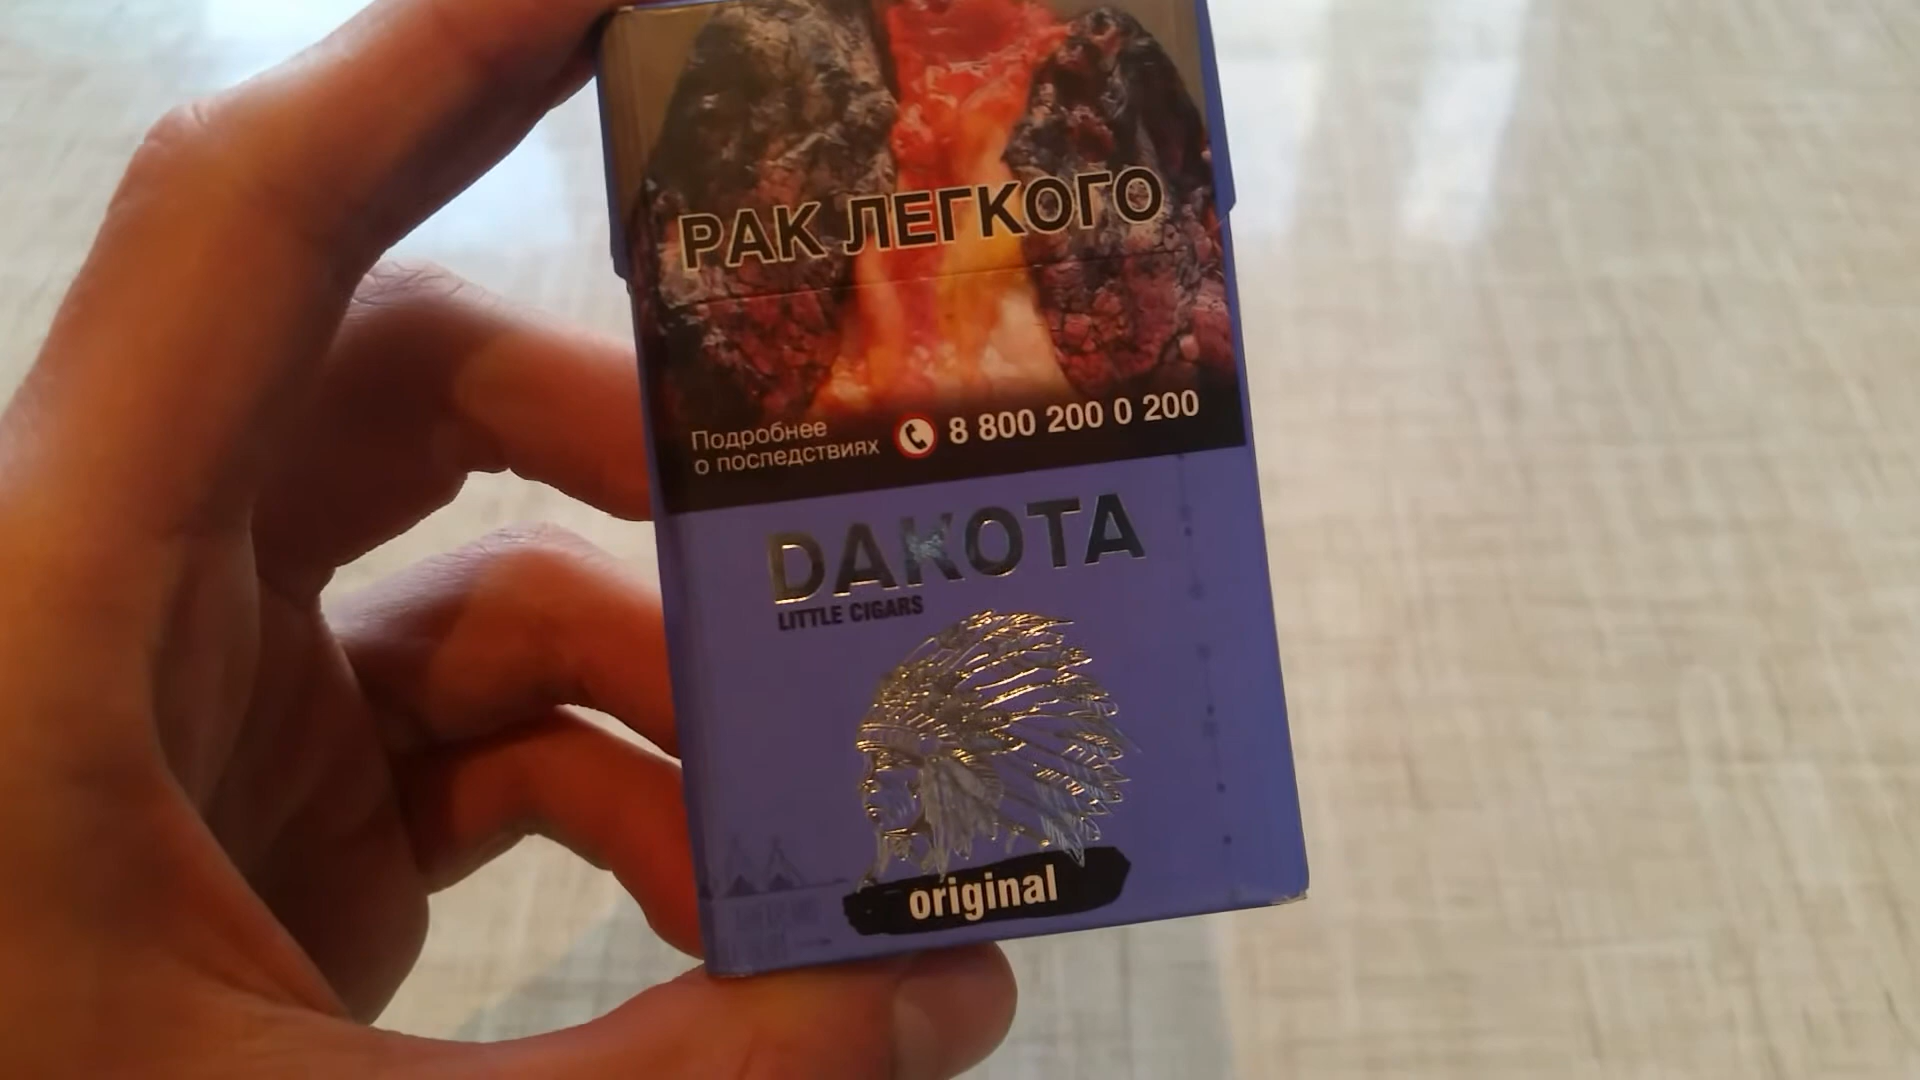 РАК ЛЕГКОГО
Подробнее
о последствиях
8 800 200 0 200
DAKOTA
LITTLE CIGARS
original